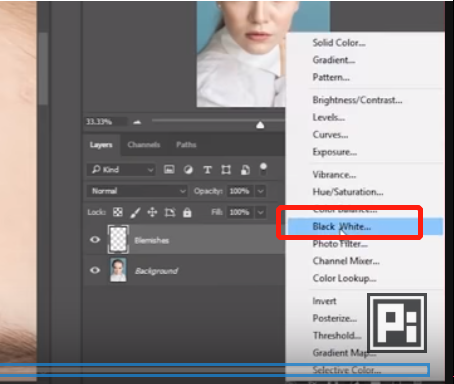 33.33%
Layers Channels Paths
Kind
Normal Opacity: 100%
Lock: Fill: 100%
Blemishes
Background
Solid Color...
Gradient...
Pattern...
Brightness/Contrast...
Levels...
Curves...
Exposure...
Vibrance...
Hue/Saturation...
Color Balance...
Black White...
Photo Filter...
Channel Mixer...
Color Lookup...
Invert
Posterize...
Threshold...
Gradient Map...
Selective Color...
Pi